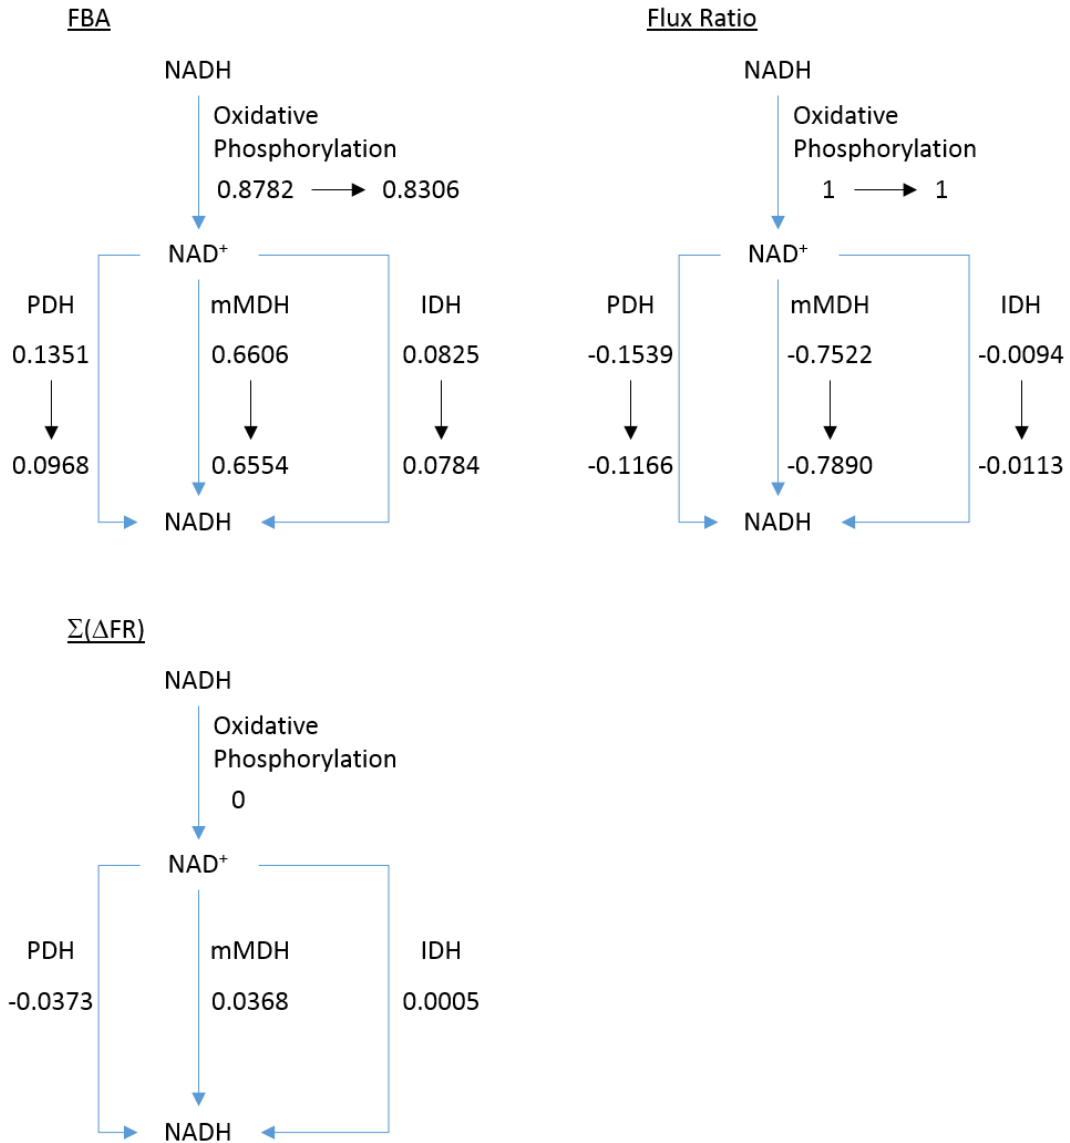 FBA
NADH
Oxidative
Phosphorylation
0.8782 0.8306
NAD⁺
PDH mMDH IDH
0.1351 0.6606 0.0825
0.0968 0.6554 0.0784
NADH
Flux Ratio
NADH
Oxidative
Phosphorylation
1 1
NAD⁺
PDH mMDH IDH
-0.1539 -0.7522 -0.0094
-0.1166 -0.7890 -0.0113
NADH
Σ(ΔFR)
NADH
Oxidative
Phosphorylation
0
NAD⁺
PDH mMDH IDH
-0.0373 0.0368 0.0005
NADH